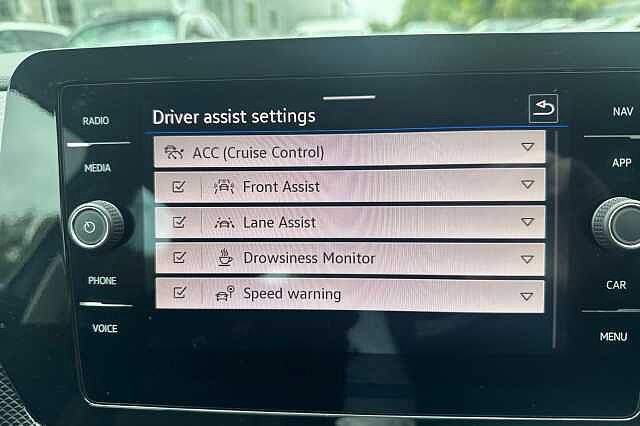 Driver assist settings
ACC (Cruise Control)
Front Assist
Lane Assist
Drowsiness Monitor
Speed warning
RADIO
MEDIA
PHONE
VOICE
NAV
APP
CAR
MENU